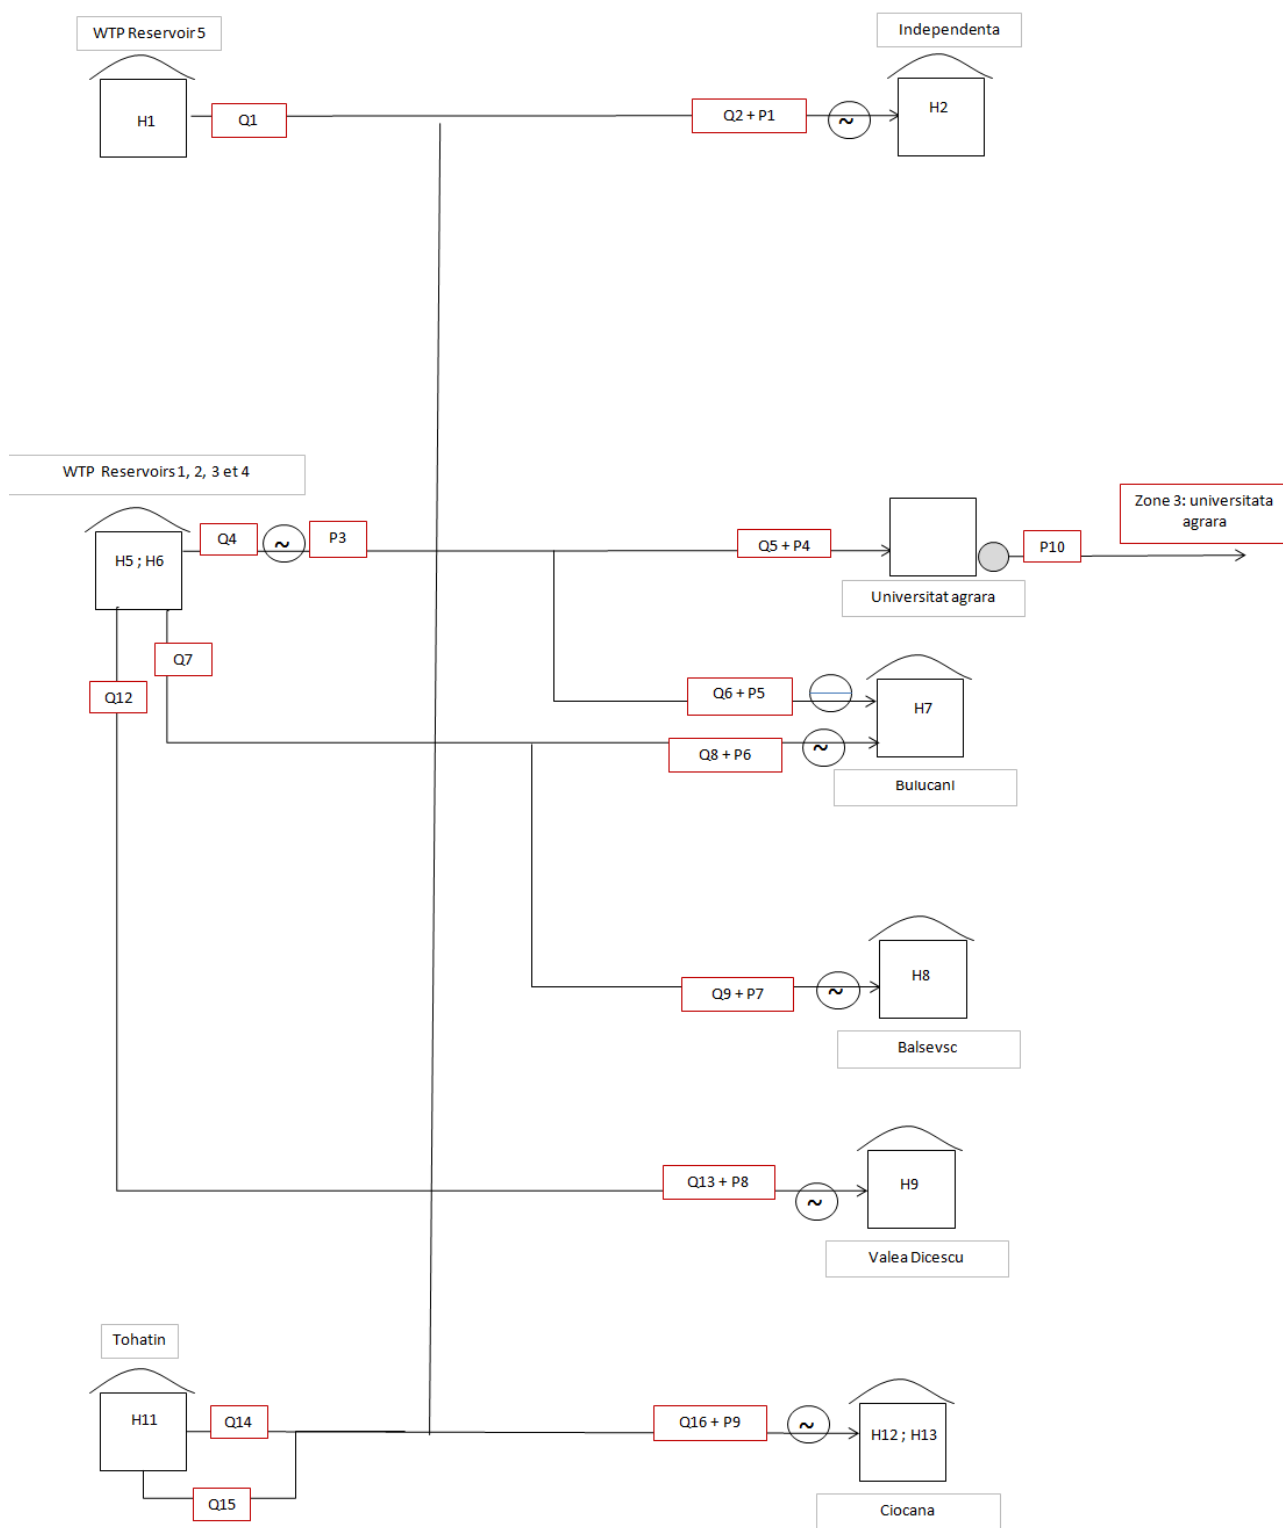 WTP Reservoir 5
Independenta
H1
Q1
Q2 + P1
~
H2
WTP Reservoirs 1, 2, 3 et 4
Zone 3: universitata
agrara
H5 ; H6
Q4
~
P3
Q5 + P4
P10
Universitat agrara
Q7
Q12
Q6 + P5
H7
Q8 + P6
~
Buiucani
H8
Q9 + P7
~
Balsevsc
Q13 + P8
~
H9
Valea Dicescu
Tohatin
H11
Q14
Q16 + P9
~
H12 ; H13
Q15
Ciocana